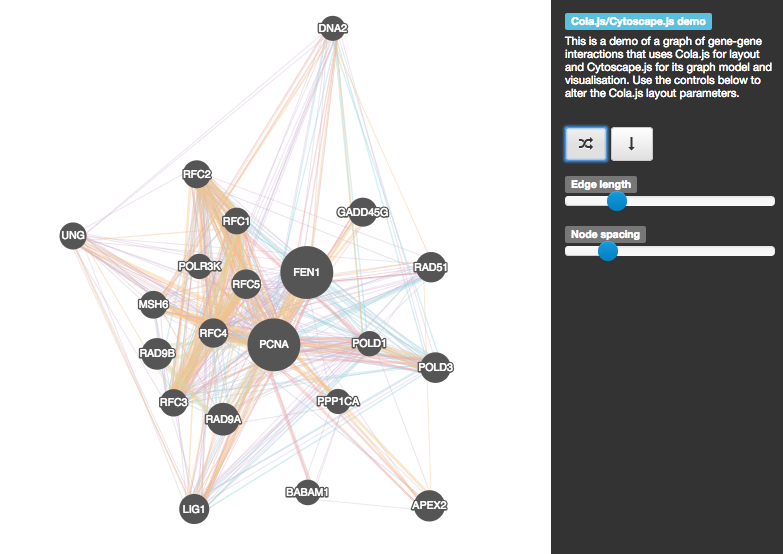 DNA2
RFC2
GADD45G
RFC1
UNG
POLR3K
FEN1
RAD51
RFC5
MSH6
RFC4
PCNA
POLD1
RAD9B
POLD3
RFC3
PPP1CA
RAD9A
BABAM1
LIG1
APEX2
Cola.js/Cytoscape.js demo
This is a demo of a graph of gene-gene
interactions that uses Cola.js for layout
and Cytoscape.js for its graph model and
visualisation. Use the controls below to
alter the Cola.js layout parameters.
Edge length
Node spacing